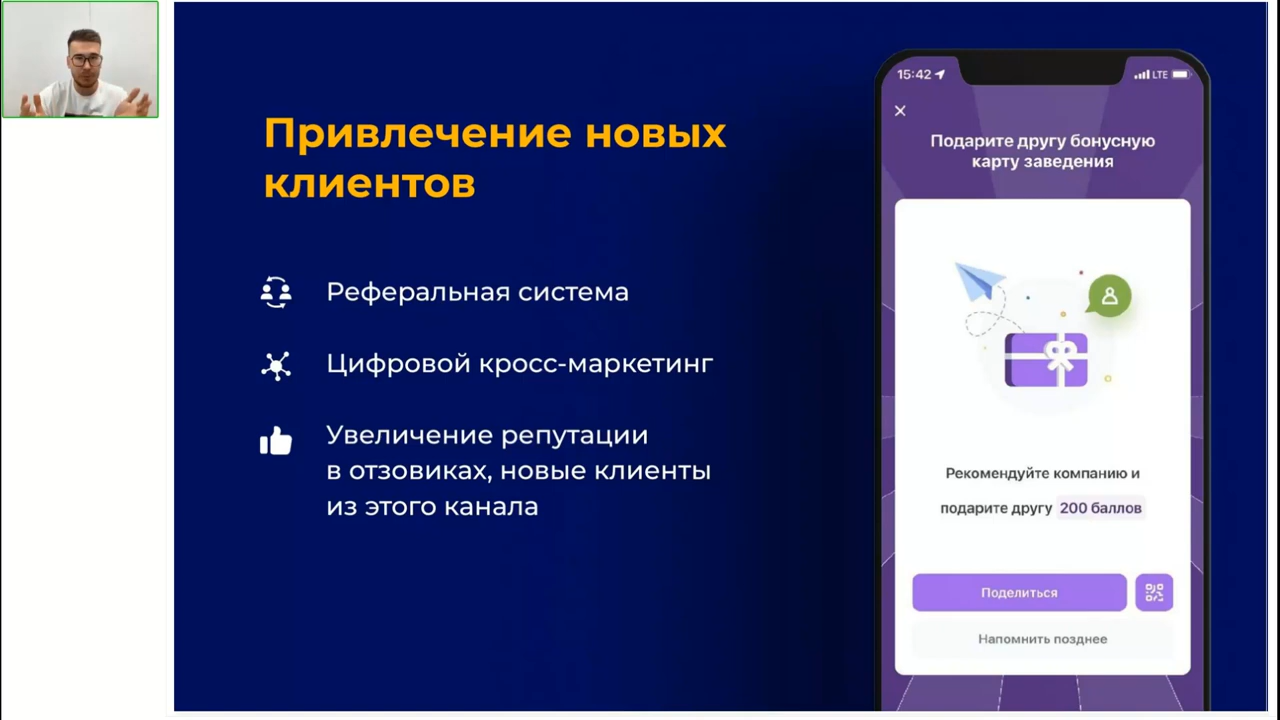 Привлечение новых
клиентов
Реферальная система
Цифровой кросс-маркетинг
Увеличение репутации
в отзовиках, новые клиенты
из этого канала
15:42
LTE
Подарите другу бонусную
карту заведения
Рекомендуйте компанию и
подарите другу 200 баллов
Поделиться
Напомнить позднее